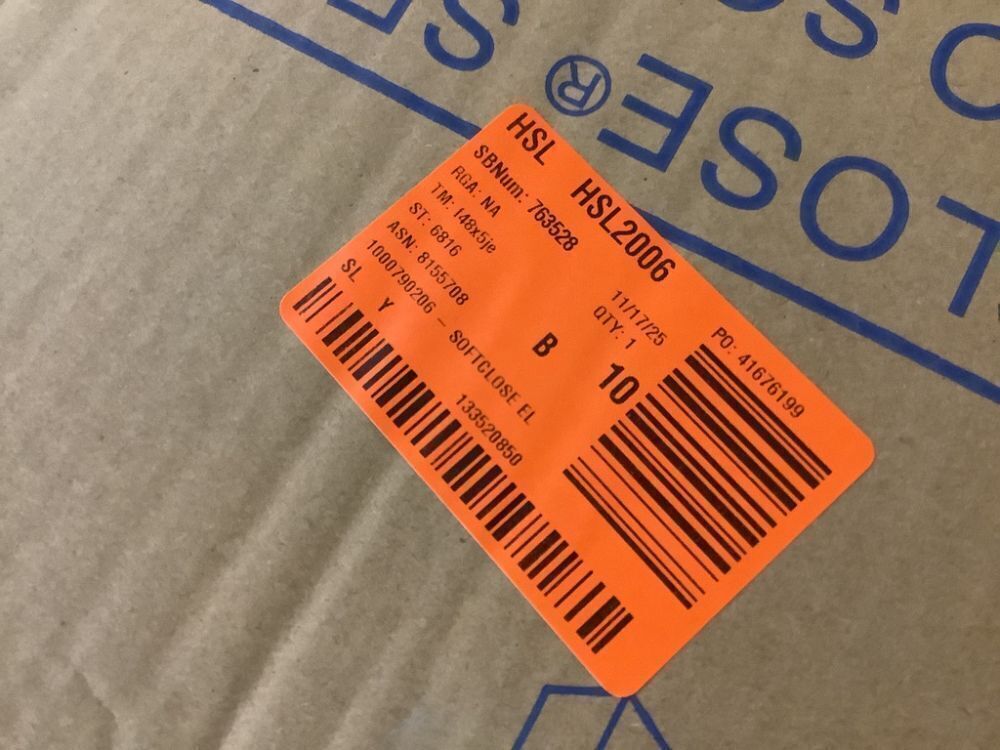 HSL HSL2006
SBNum: 763528
RGA: NA
11/17/25
TM: f48x5je
QTY: 1
ST: 6816
ASN: 8155708
B
10
1000790206 - SOFTCLOSE EL
SL Y
133520850
PO: 41676199
LOSE®